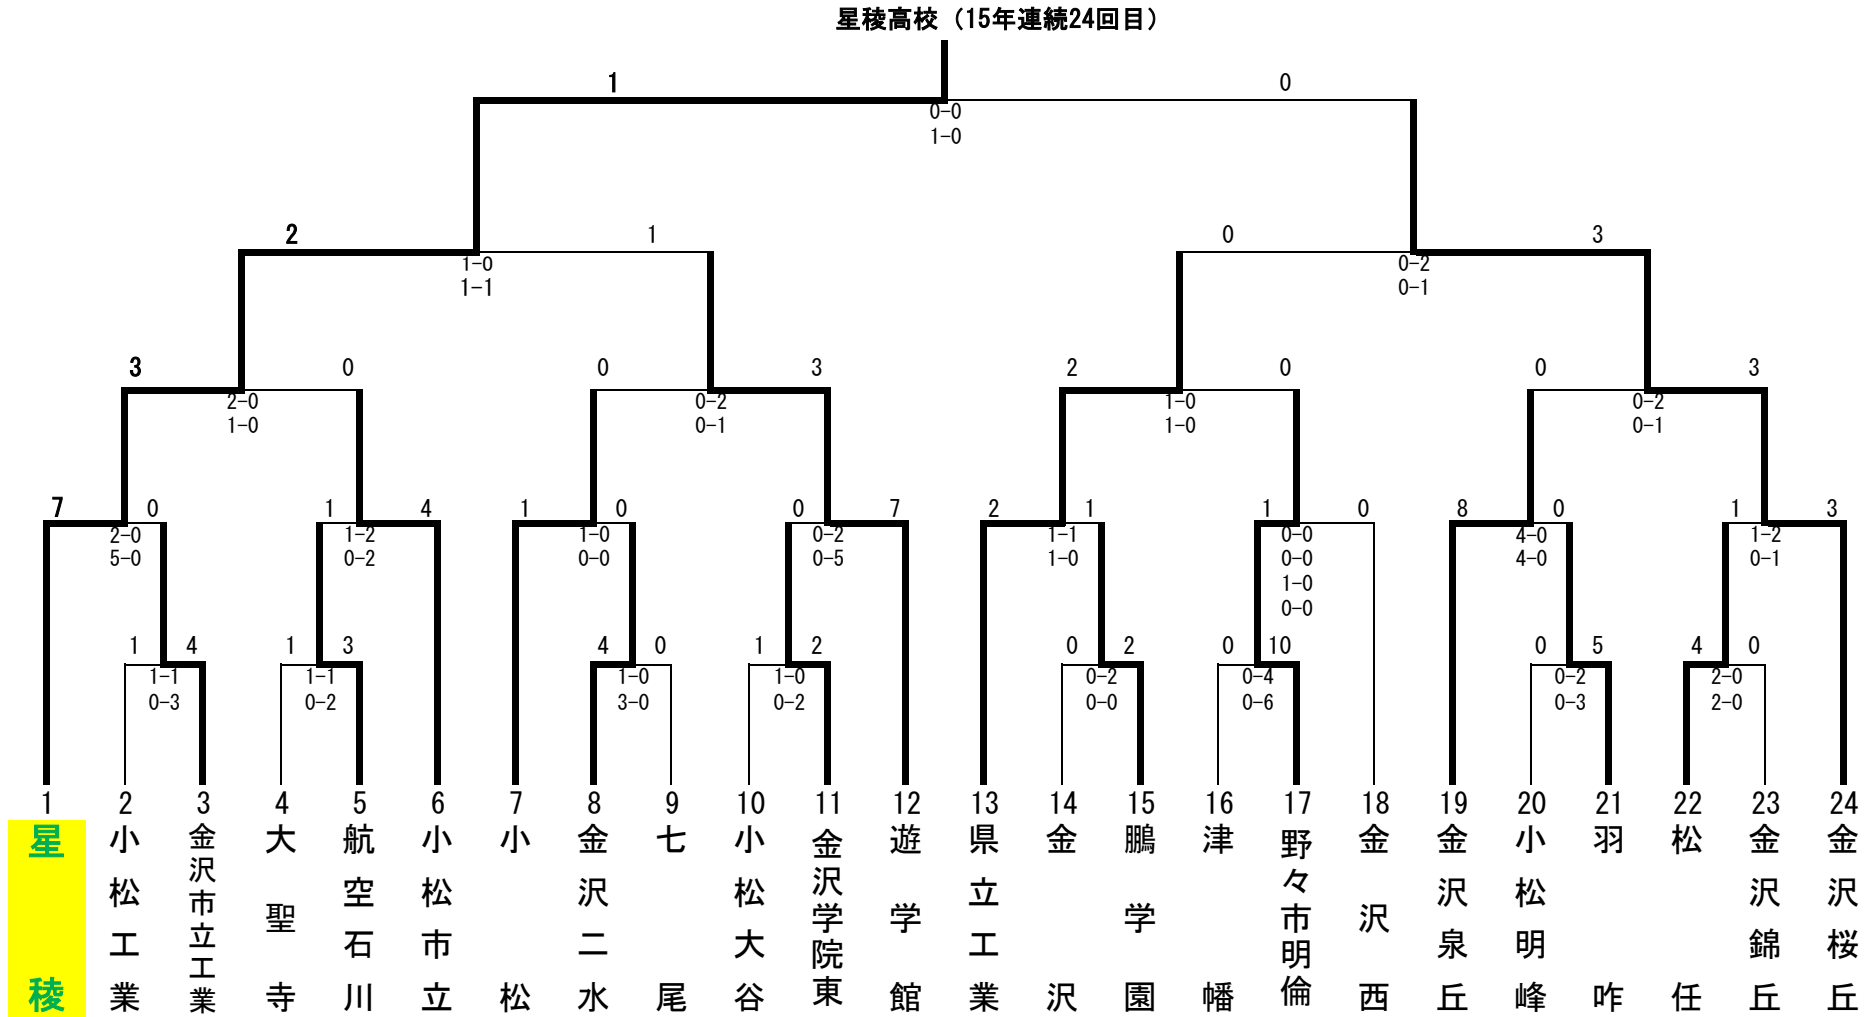 星稜高校（15年連続24回目）
1 0
0-0
1-0
2 1 0 3
1-0 0-2
1-1 0-1
3 0 0 3 2 0 0 3
2-0 0-2 1-0 0-2
1-0 0-1 1-0 0-1
7 0 1 4 1 0 0 7 2 1 1 0 8 0 1 3
2-0 1-2 1-0 0-2 1-1 0-0 4-0 1-2
5-0 0-2 0-0 0-5 1-0 0-0 4-0 0-1
1-0
0-0
1 4 1 3 4 0 1 2 0 2 0 10 0 5 4 0
1-1 1-1 1-0 1-0 0-2 0-4 0-2 2-0
0-3 0-2 3-0 0-2 0-0 0-6 0-3 2-0
1 2 3 4 5 6 7 8 9 10 11 12 13 14 15 16 17 18 19 20 21 22 23 24
星稜
小松工業
金沢市立工業
大聖寺
航空石川
小松市立
小松
金沢二水
七尾
小松大谷
金沢学院東
遊学館
県立工業
金沢
鵬学園
津幡
野々市明倫
金沢西
金沢泉丘
小松明峰
羽咋
松任
金沢錦丘
金沢桜丘